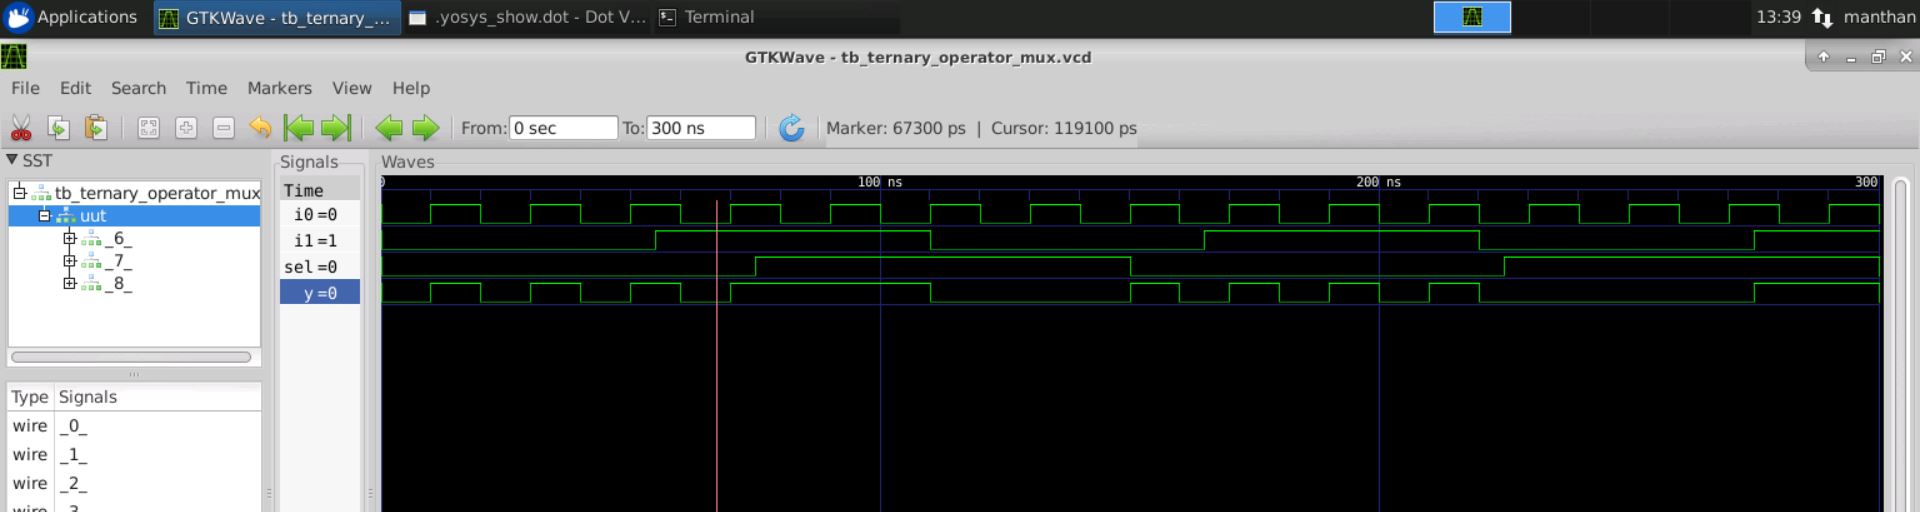 Applications GTKWave - tb_ternary_... .yosys_show.dot - Dot V... Terminal 13:39 manthan
GTKWave - tb_ternary_operator_mux.vcd
File Edit Search Time Markers View Help
From: 0 sec To: 300 ns Marker: 67300 ps | Cursor: 119100 ps
SST
tb_ternary_operator_mux
uut
_6_
_7_
_8_
Type Signals
wire _0_
wire _1_
wire _2_
wire _3_
Signals
Time
i0=0
i1=1
sel=0
y=0
Waves
0 100 ns 200 ns 300